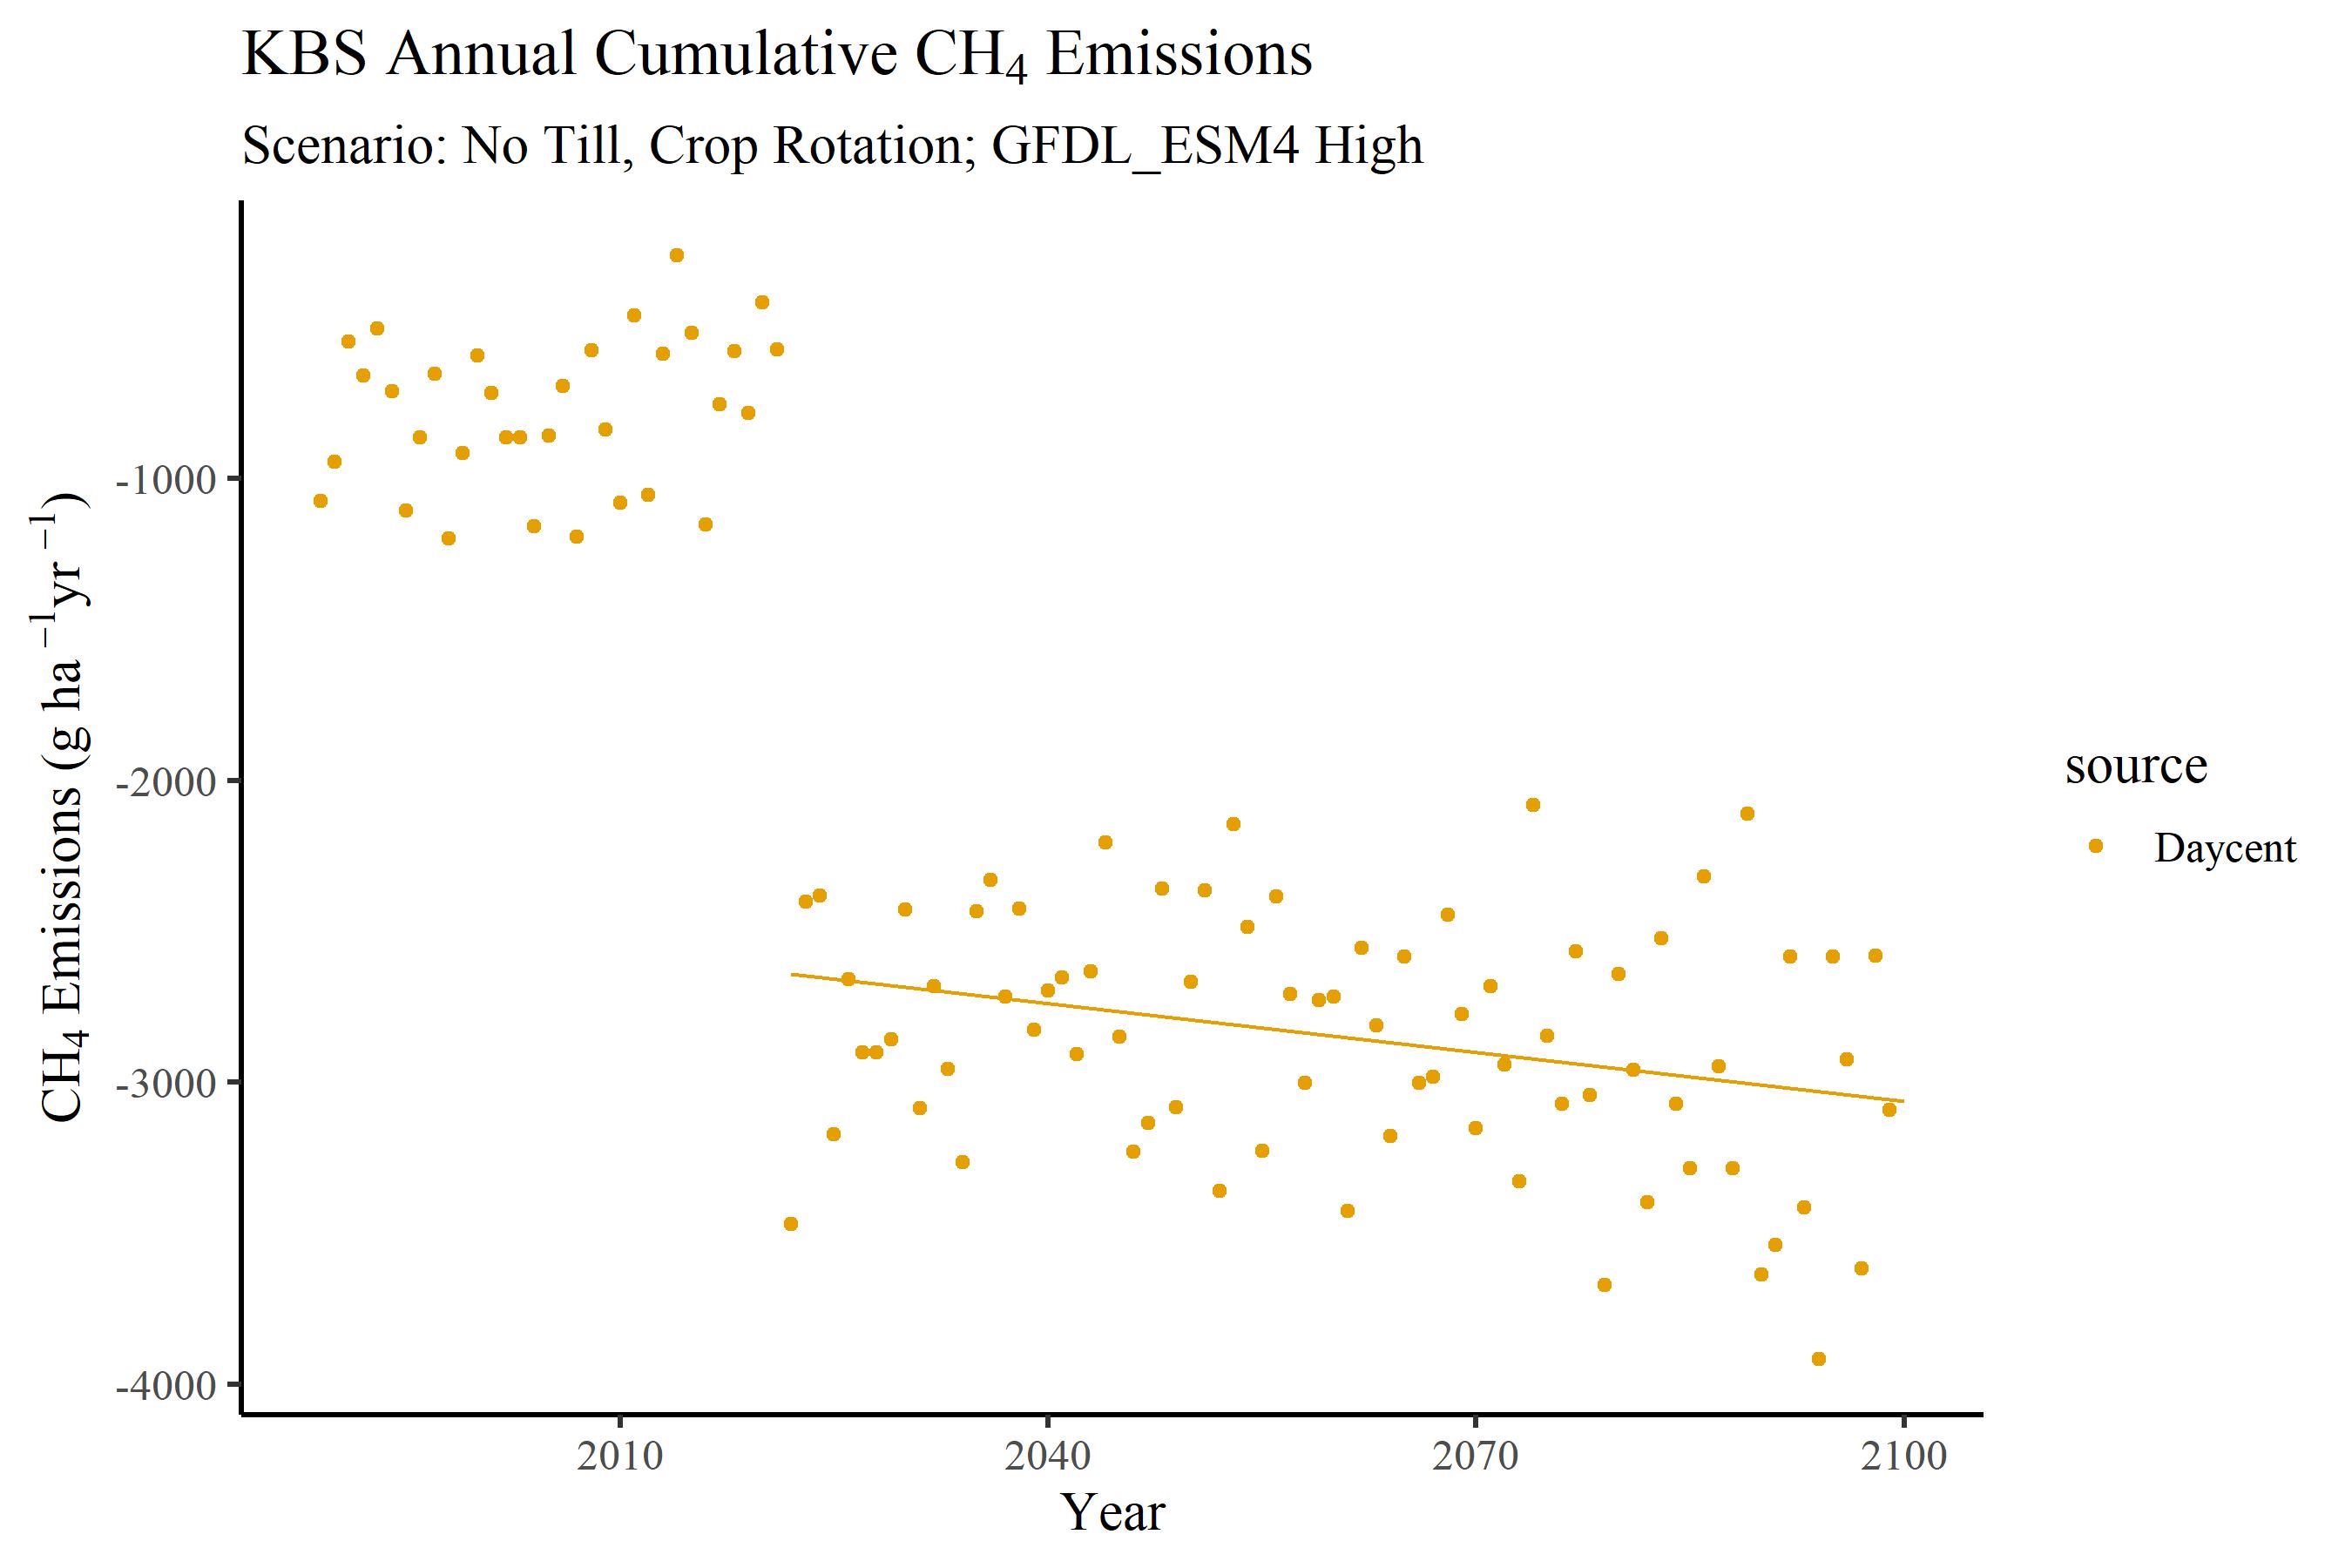 KBS Annual Cumulative CH₄ Emissions
Scenario: No Till, Crop Rotation; GFDL_ESM4 High
CH₄ Emissions (g ha⁻¹yr⁻¹)
-1000
-2000
-3000
-4000
2010 2040 2070 2100
Year
source
Daycent